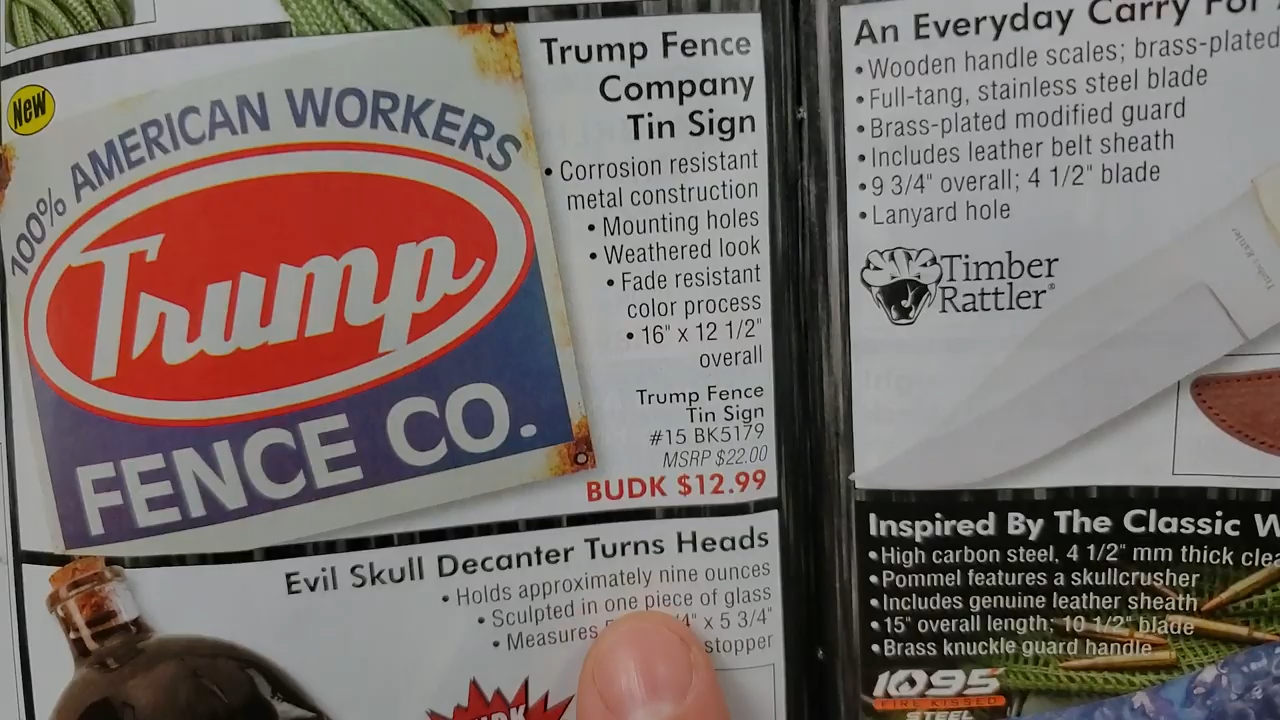 New
100% AMERICAN WORKERS
Trump
FENCE CO.
Trump Fence
Company
Tin Sign
• Corrosion resistant
metal construction
• Mounting holes
• Weathered look
• Fade resistant
color process
• 16" x 12 1/2"
overall
Trump Fence
Tin Sign
#15 BK5179
MSRP $22.00
BUDK $12.99
Evil Skull Decanter Turns Heads
• Holds approximately nine ounces
• Sculpted in one piece of glass
• Measures x 5 3/4"
stopper
An Everyday Carry For
• Wooden handle scales; brass-plated
• Full-tang, stainless steel blade
• Brass-plated modified guard
• Includes leather belt sheath
• 9 3/4" overall; 4 1/2" blade
• Lanyard hole
Timber
Rattler®
Inspired By The Classic W
• High carbon steel, 4 1/2" mm thick
• Pommel features a skullcrusher
• Includes genuine leather sheath
• 15" overall length; 10 1/2" blade
• Brass knuckle guard handle
1095
FIRE KISSED
STEEL